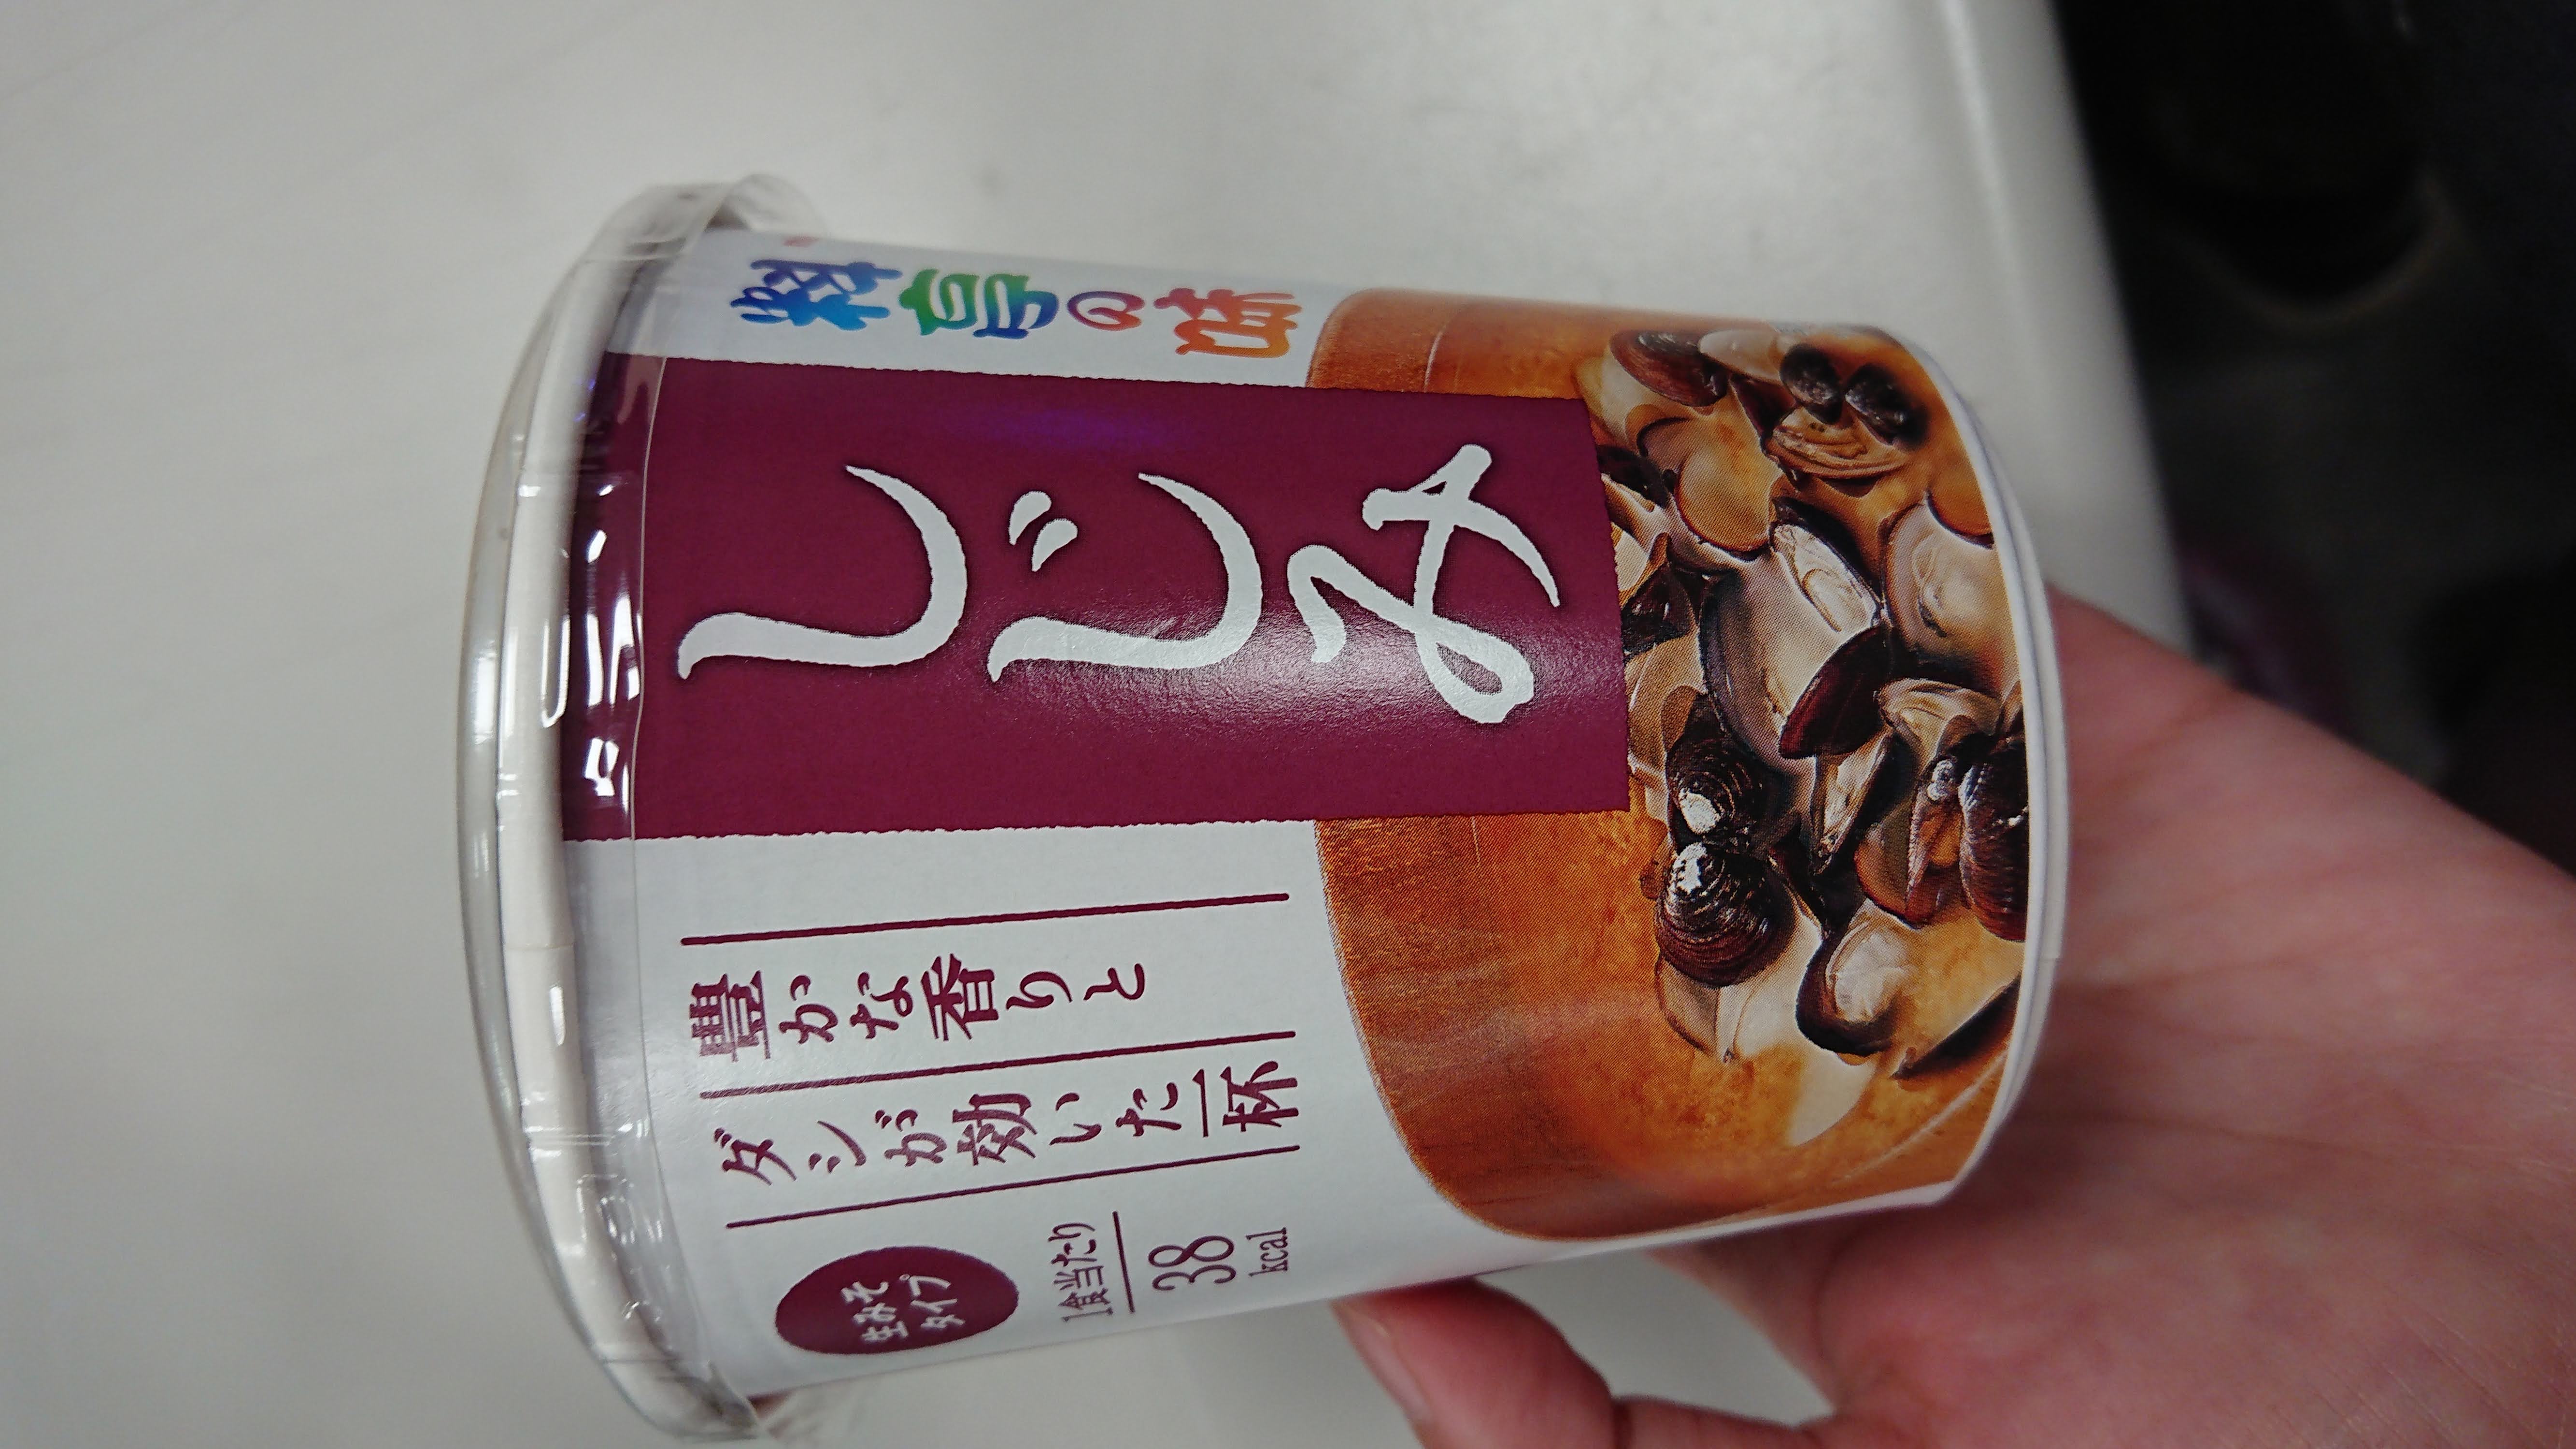 料亭の味
しじみ
豊かな香りと
ダシが効いた一杯
生みそ
タイプ
1食当たり
38
kcal